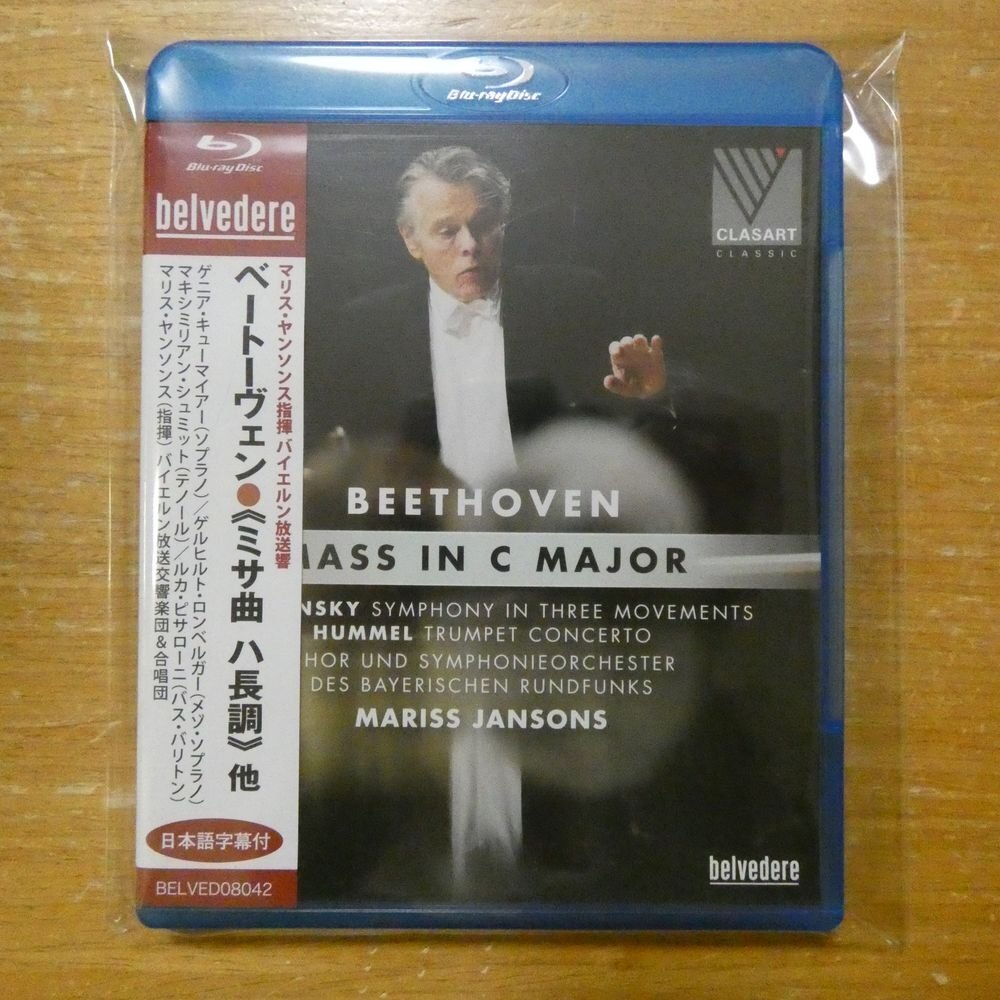 Blu-ray Disc
Blu-ray Disc
belvedere
マリス・ヤンソンス指揮 バイエルン放送響
ベートーヴェン●《ミサ曲 ハ長調》 他
ゲニア・キューマイアー(ソプラノ)/ゲルヒルト・ロンベルガー(メゾ・ソプラノ)
マキシミリアン・シュミット(テノール)/ルカ・ピサローニ(バス・バリトン)
マリス・ヤンソンス(指揮) バイエルン放送交響楽団&合唱団
日本語字幕付
BELVED08042
CLASART
CLASSIC
BEETHOVEN
MASS IN C MAJOR
NSKY SYMPHONY IN THREE MOVEMENTS
HUMMEL TRUMPET CONCERTO
HOR UND SYMPHONIEORCHESTER
DES BAYERISCHEN RUNDFUNKS
MARISS JANSONS
belvedere